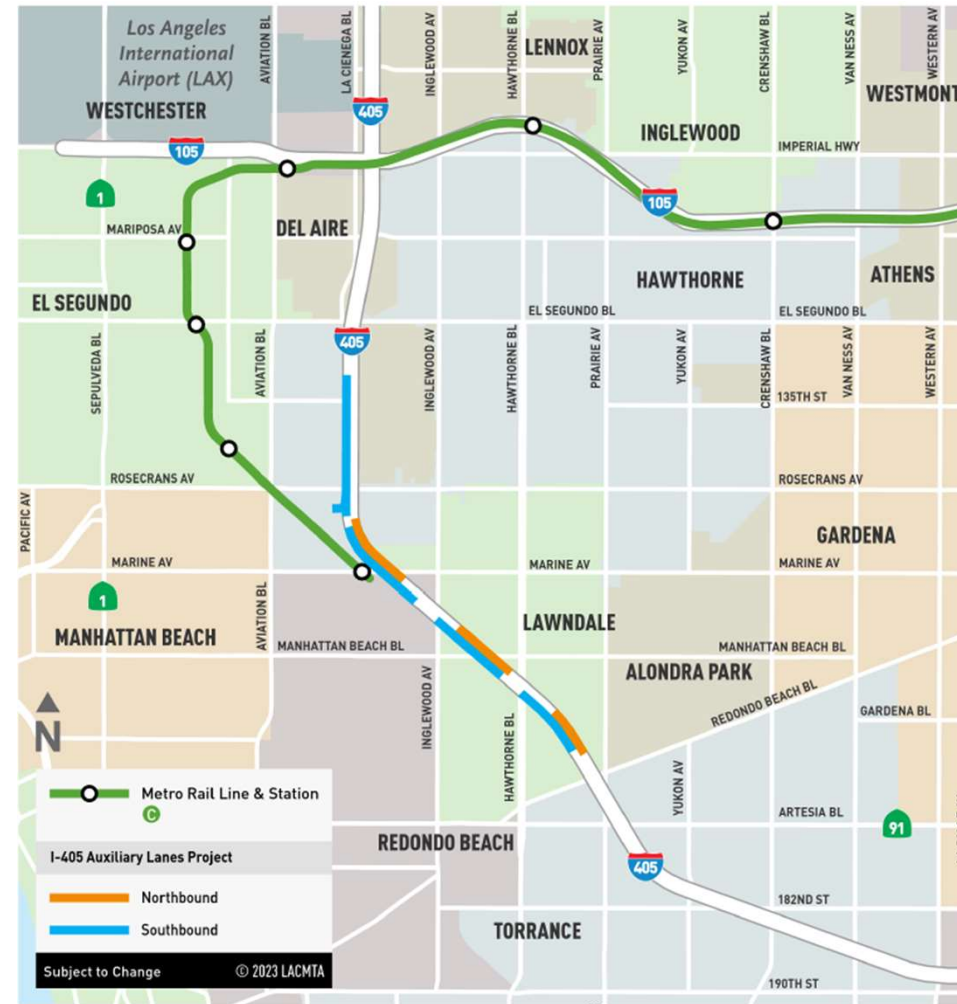 Los Angeles
International
Airport (LAX)
WESTCHESTER
AVIATION BL
LA CIENEGA BL
405
INGLEWOOD AV
HAWTHORNE BL
LENNOX
PRAIRIE AV
YUKON AV
CRENSHAW BL
VAN NESS AV
WESTERN AV
WESTMONT
105
INGLEWOOD
IMPERIAL HWY
1
105
MARIPOSA AV
DEL AIRE
EL SEGUNDO
HAWTHORNE
ATHENS
EL SEGUNDO BL
EL SEGUNDO BL
405
SEPULVEDA BL
AVIATION BL
INGLEWOOD AV
HAWTHORNE BL
PRAIRIE AV
YUKON AV
CRENSHAW BL
VAN NESS AV
WESTERN AV
135TH ST
ROSECRANS AV
ROSECRANS AV
PACIFIC AV
GARDENA
MARINE AV
MARINE AV
MARINE AV
1
MANHATTAN BEACH
AVIATION BL
LAWNDALE
MANHATTAN BEACH BL
MANHATTAN BEACH BL
ALONDRA PARK
REDONDO BEACH BL
INGLEWOOD AV
HAWTHORNE BL
GARDENA BL
N
YUKON AV
ARTESIA BL
91
REDONDO BEACH
405
182ND ST
TORRANCE
190TH ST
Metro Rail Line & Station
C
I-405 Auxiliary Lanes Project
Northbound
Southbound
Subject to Change © 2023 LACMTA